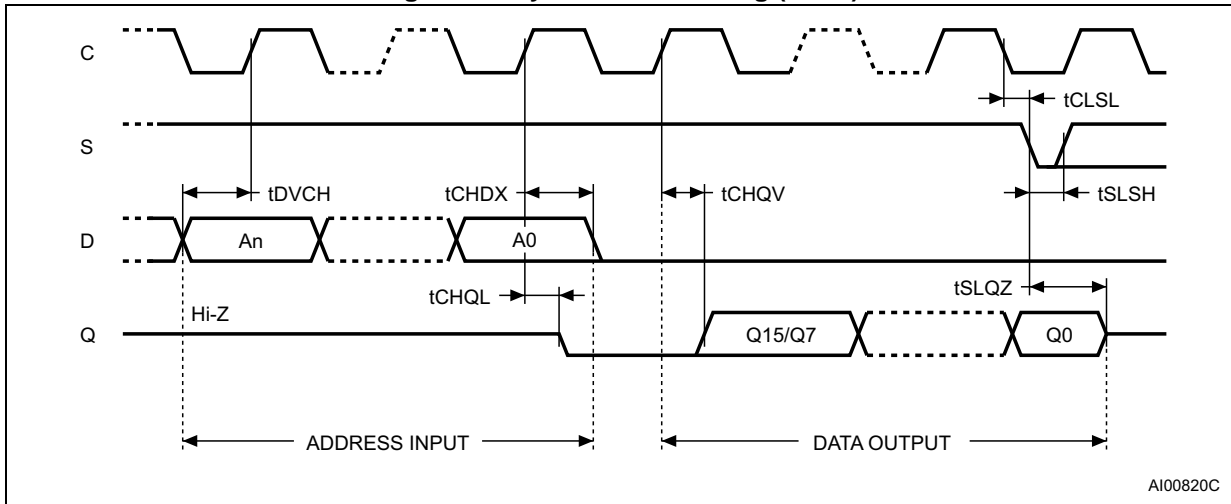 C
tCLSL
S
tDVCH tCHDX tCHQV tSLSH
D An A0
tCHQL tSLQZ
Hi-Z
Q Q15/Q7 Q0
ADDRESS INPUT DATA OUTPUT
AI00820C